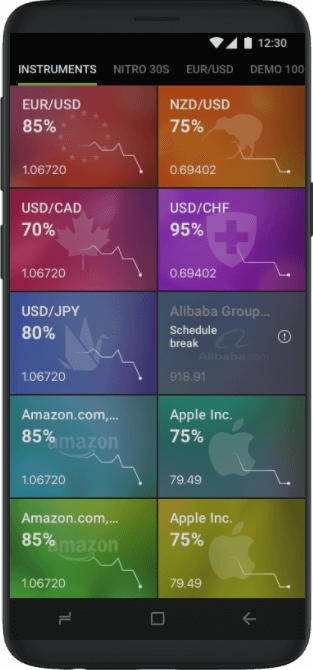 12:30
INSTRUMENTS NITRO 30S EUR/USD DEMO 100
EUR/USD
85%
1.06720
NZD/USD
75%
0.69402
USD/CAD
70%
1.06720
USD/CHF
95%
0.69402
USD/JPY
80%
1.06720
Alibaba Group...
Schedule
break
Alibaba.com
918.91
Amazon.com,...
85%
amazon
1.06720
Apple Inc.
75%
79.49
Amazon.com,...
85%
amazon
1.06720
Apple Inc.
75%
79.49